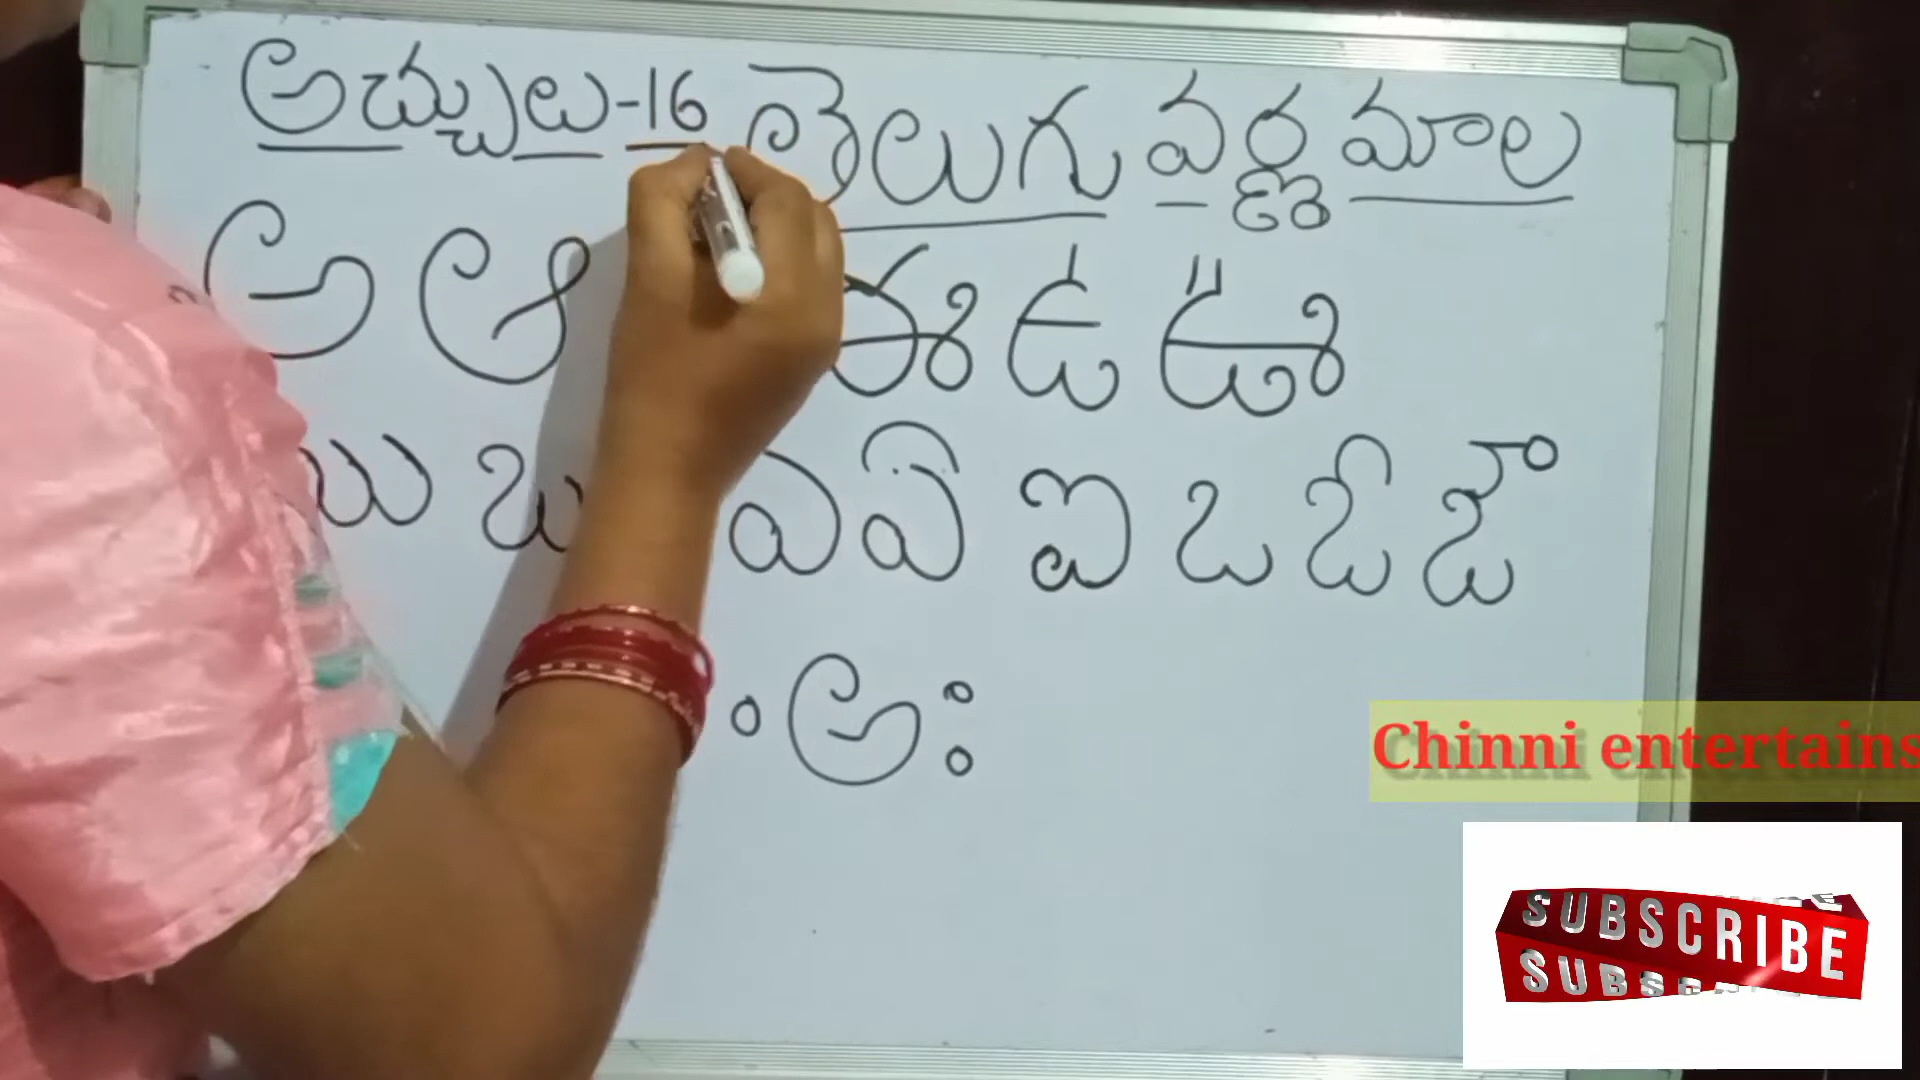 అచ్చులు -16 తెలుగు వర్ణమాల
అ ఆ ఈ ఉ ఊ
ఎ ఏ ఐ ఒ ఓ ఔ
అః
Chinni entertains
SUBSCRIBE